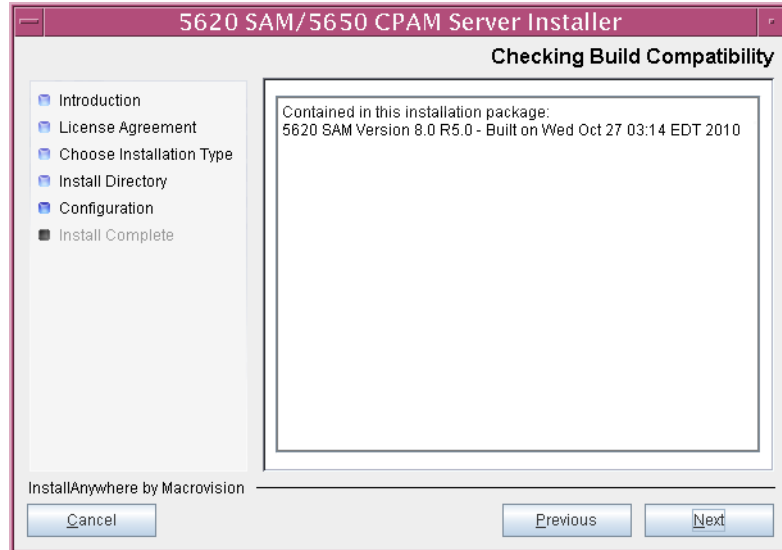 5620 SAM/5650 CPAM Server Installer
Checking Build Compatibility
Introduction
License Agreement
Choose Installation Type
Install Directory
Configuration
Install Complete
Contained in this installation package:
5620 SAM Version 8.0 R5.0 - Built on Wed Oct 27 03:14 EDT 2010
InstallAnywhere by Macrovision
Cancel
Previous
Next